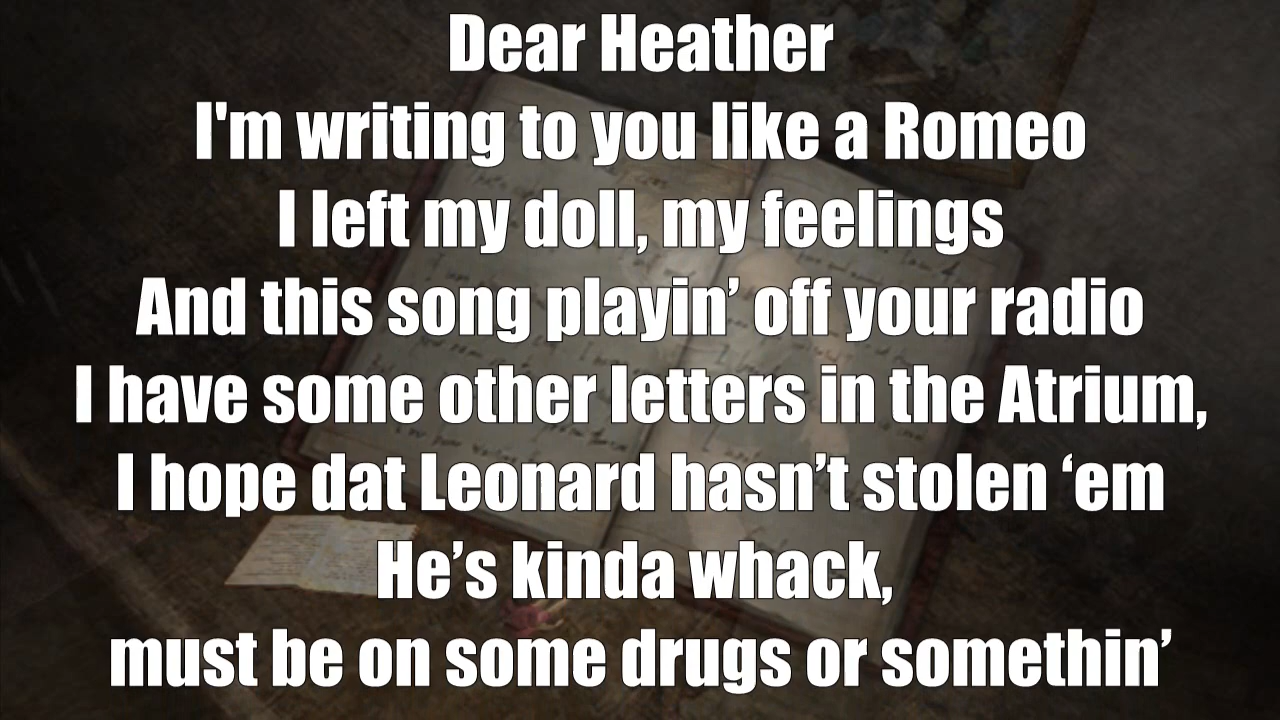 Dear Heather
I'm writing to you like a Romeo
I left my doll, my feelings
And this song playin’ off your radio
I have some other letters in the Atrium,
I hope dat Leonard hasn’t stolen ‘em
He’s kinda whack,
must be on some drugs or somethin’